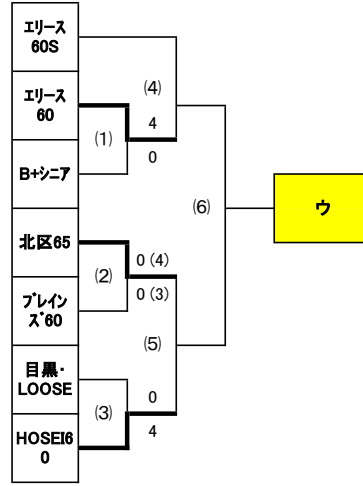 エリース
60S
エリース
60
B+シニア
北区65
ブレイン
ズ60
目黒・
LOOSE
HOSEI6
0
(1)
(2)
(3)
(4)
4
0
0 (4)
0 (3)
(5)
0
4
(6)
ウ